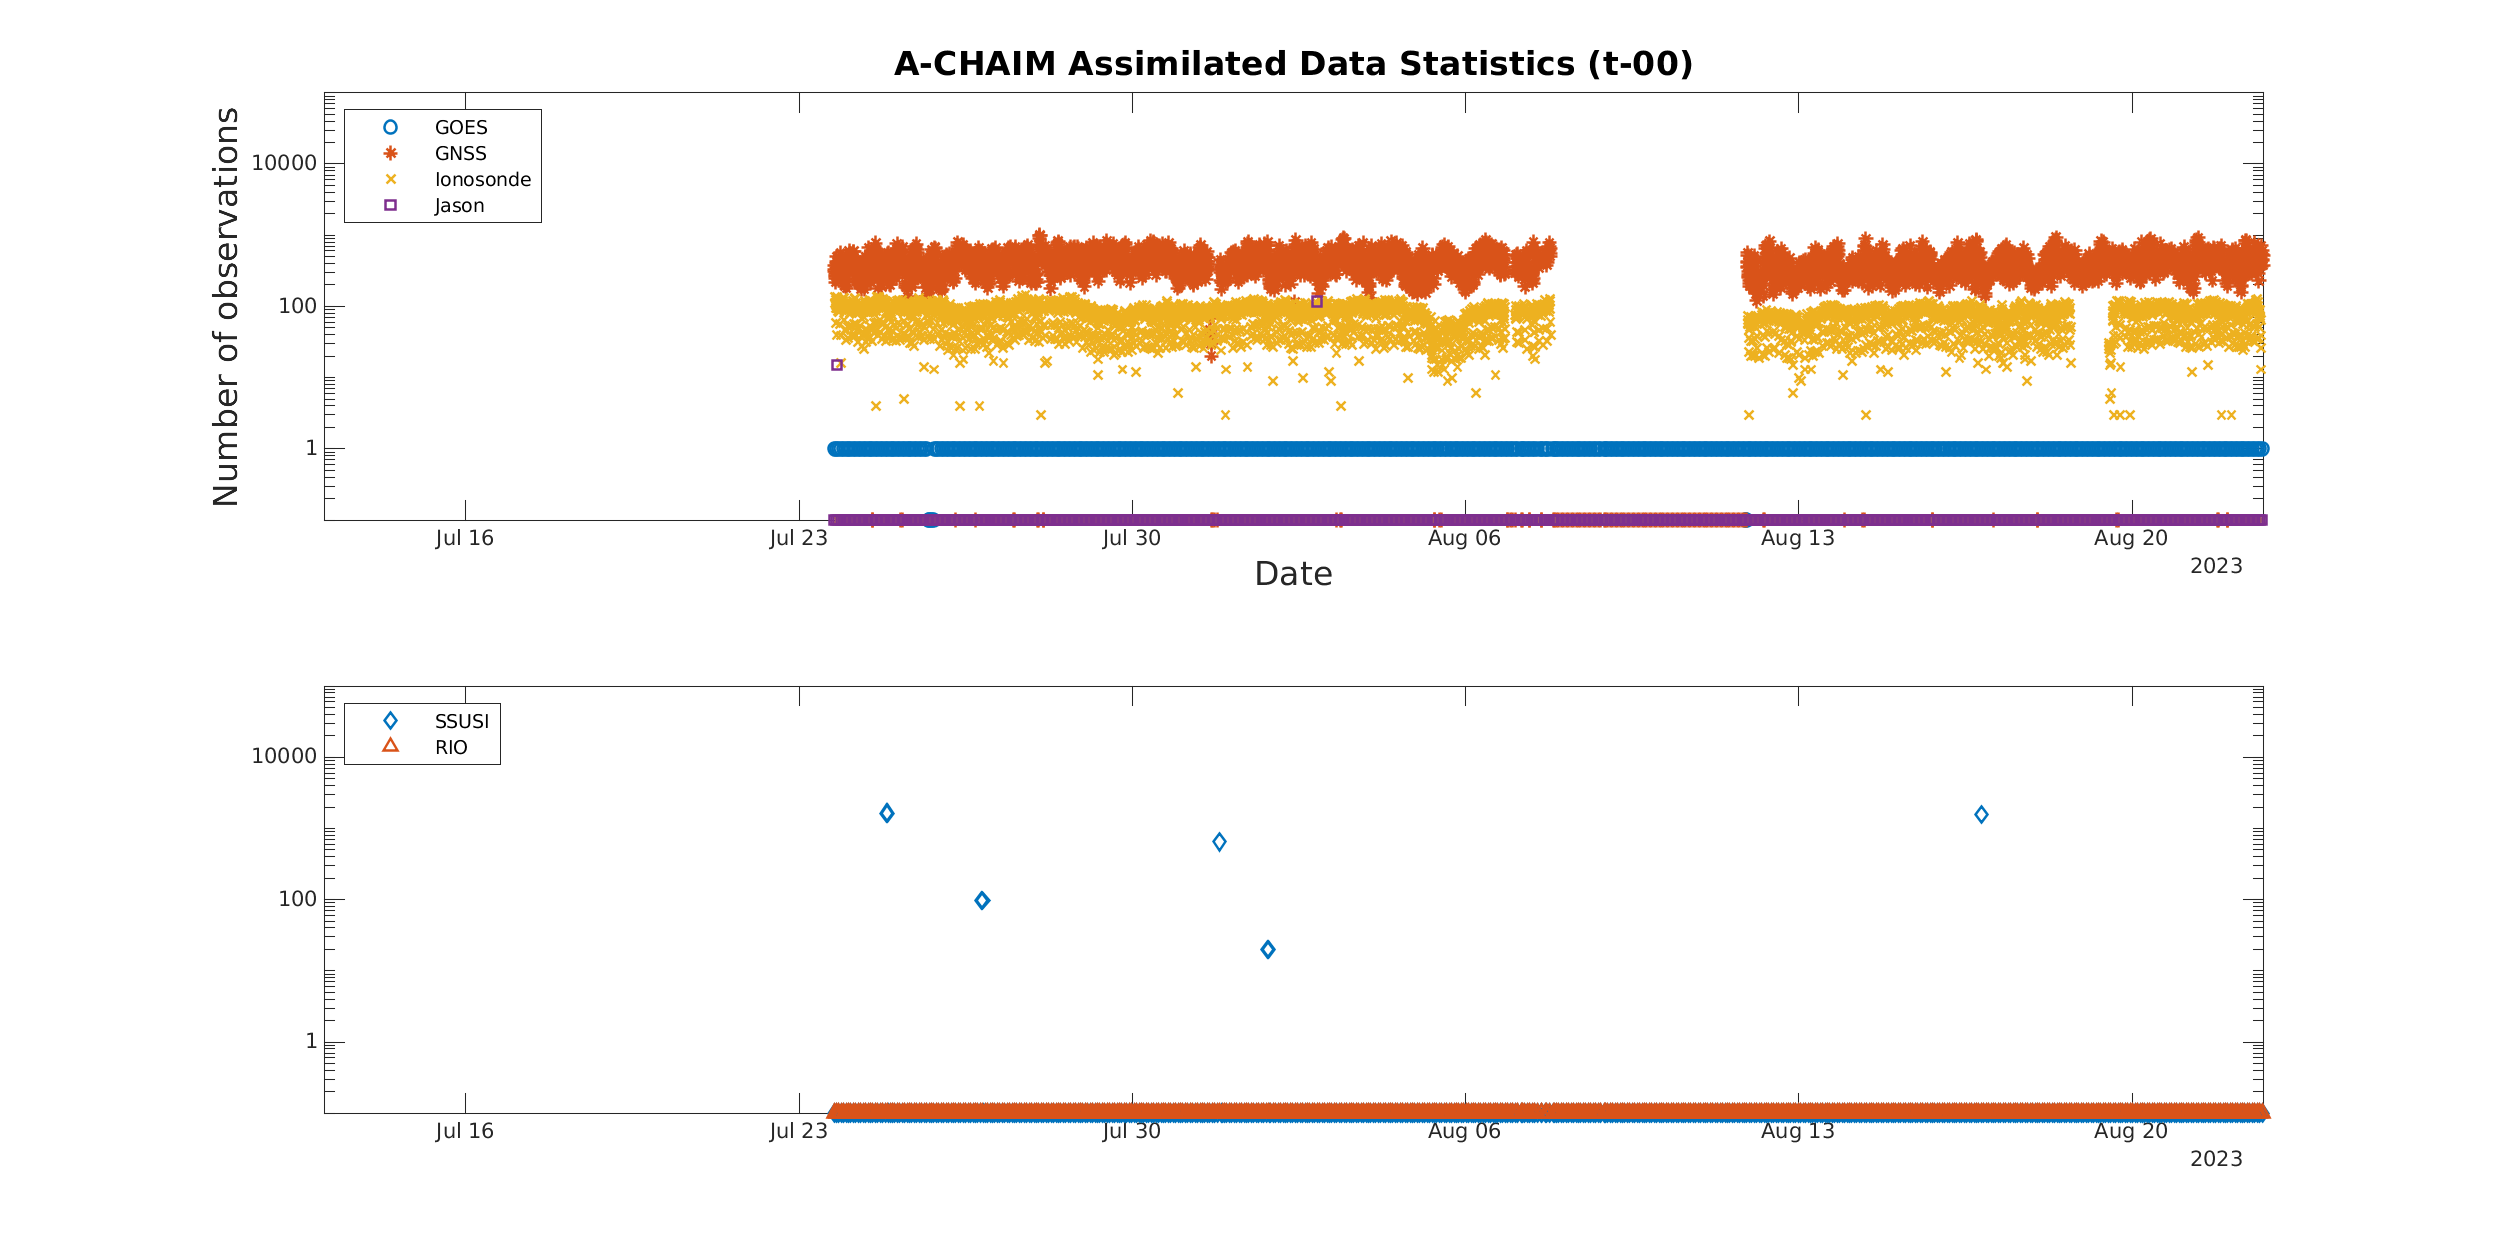 A-CHAIM Assimilated Data Statistics (t-00)
Number of observations
10000
100
1
GOES
GNSS
Ionosonde
Jason
Jul 16
Jul 23
Jul 30
Aug 06
Aug 13
Aug 20
2023
Date
10000
100
1
SSUSI
RIO
Jul 16
Jul 23
Jul 30
Aug 06
Aug 13
Aug 20
2023